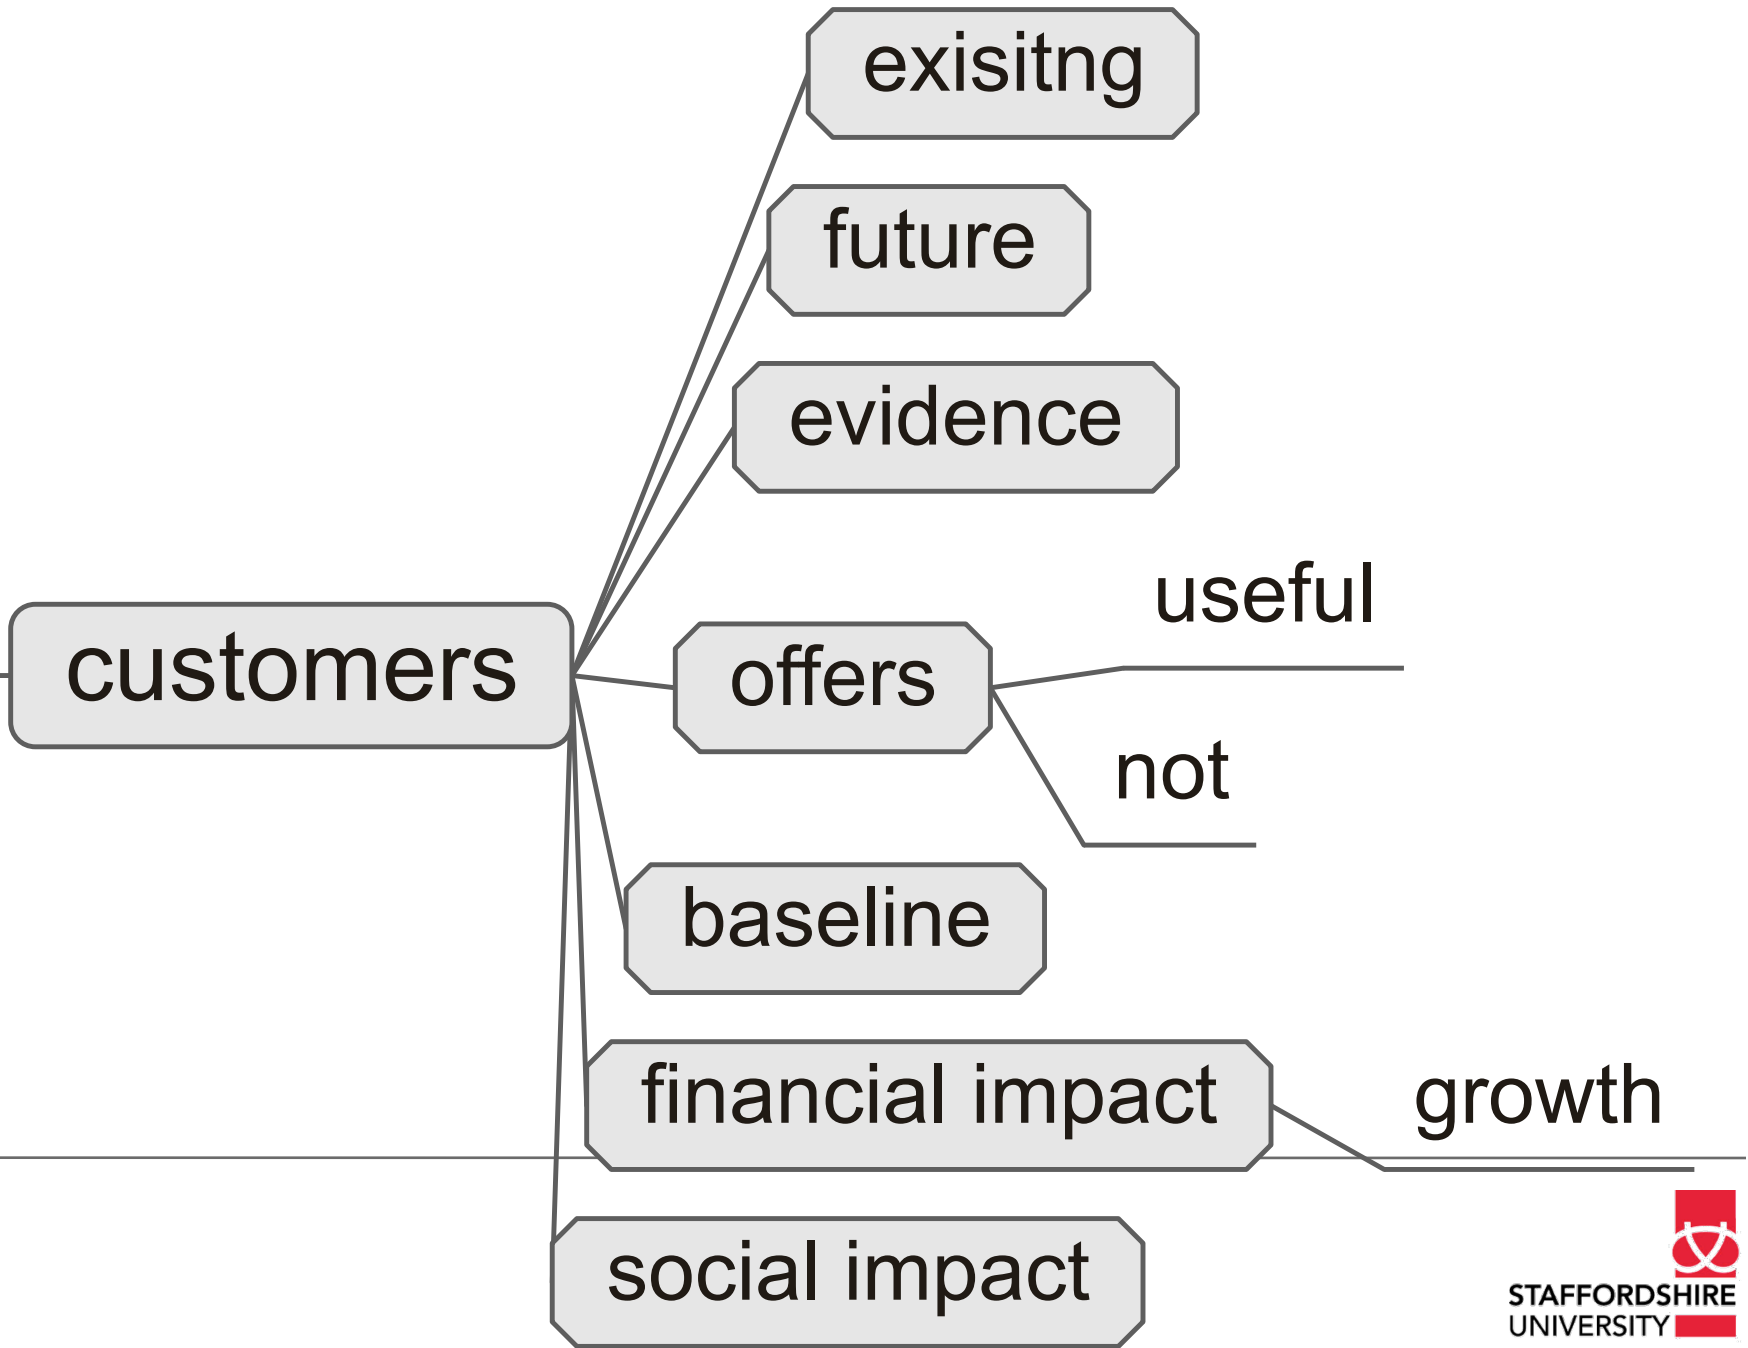 exisitng
future
evidence
useful
customers
offers
not
baseline
financial impact
growth
social impact
STAFFORDSHIRE
UNIVERSITY